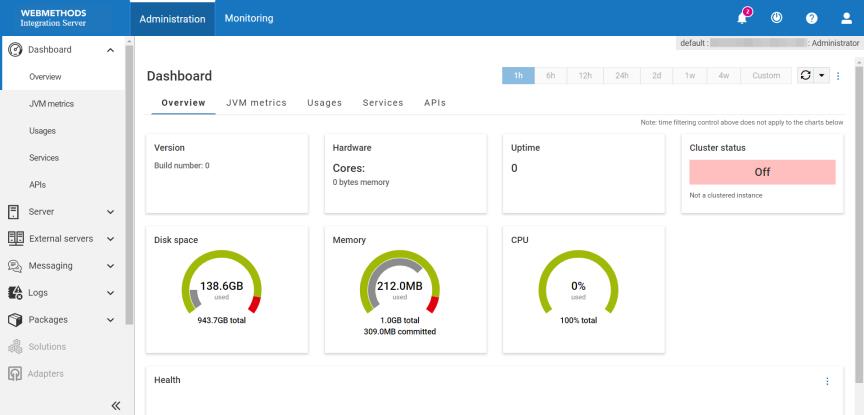 WEBMETHODS
Integration Server
Administration
Monitoring
2
default :
: Administrator
Dashboard
Overview
JVM metrics
Usages
Services
APIs
Server
External servers
Messaging
Logs
Packages
Solutions
Adapters
Dashboard
1h 6h 12h 24h 2d 1w 4w Custom
Overview JVM metrics Usages Services APIs
Note: time filtering control above does not apply to the charts below
Version
Build number: 0
Hardware
Cores:
0 bytes memory
Uptime
0
Cluster status
Off
Not a clustered instance
Disk space
138.6GB
used
943.7GB total
Memory
212.0MB
used
1.0GB total
309.0MB committed
CPU
0%
used
100% total
Health